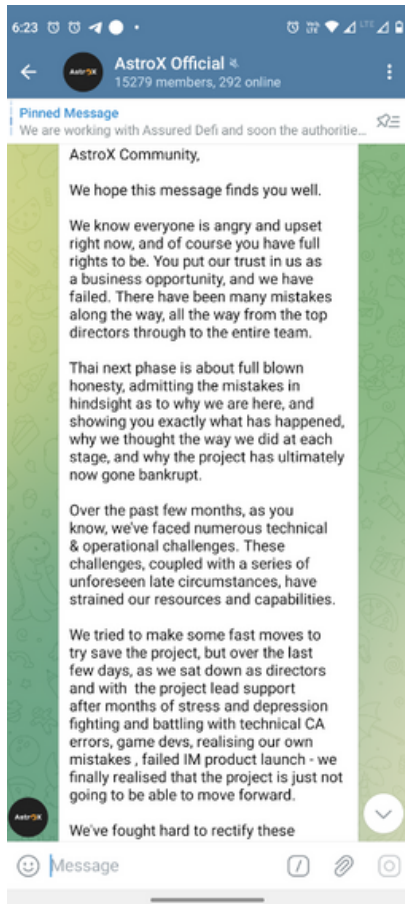 6:23
LTE
AstroX
AstroX Official
15279 members, 292 online
Pinned Message
We are working with Assured Defi and soon the authoritie...
AstroX Community,
We hope this message finds you well.
We know everyone is angry and upset
right now, and of course you have full
rights to be. You put our trust in us as
a business opportunity, and we have
failed. There have been many mistakes
along the way, all the way from the top
directors through to the entire team.
Thai next phase is about full blown
honesty, admitting the mistakes in
hindsight as to why we are here, and
showing you exactly what has happened,
why we thought the way we did at each
stage, and why the project has ultimately
now gone bankrupt.
Over the past few months, as you
know, we've faced numerous technical
& operational challenges. These
challenges, coupled with a series of
unforeseen late circumstances, have
strained our resources and capabilities.
We tried to make some fast moves to
try save the project, but over the last
few days, as we sat down as directors
and with  the project lead support
after months of stress and depression
fighting and battling with technical CA
errors, game devs, realising our own
mistakes , failed IM product launch - we
finally realised that the project is just not
going to be able to move forward.
AstroX
We've fought hard to rectify these
Message